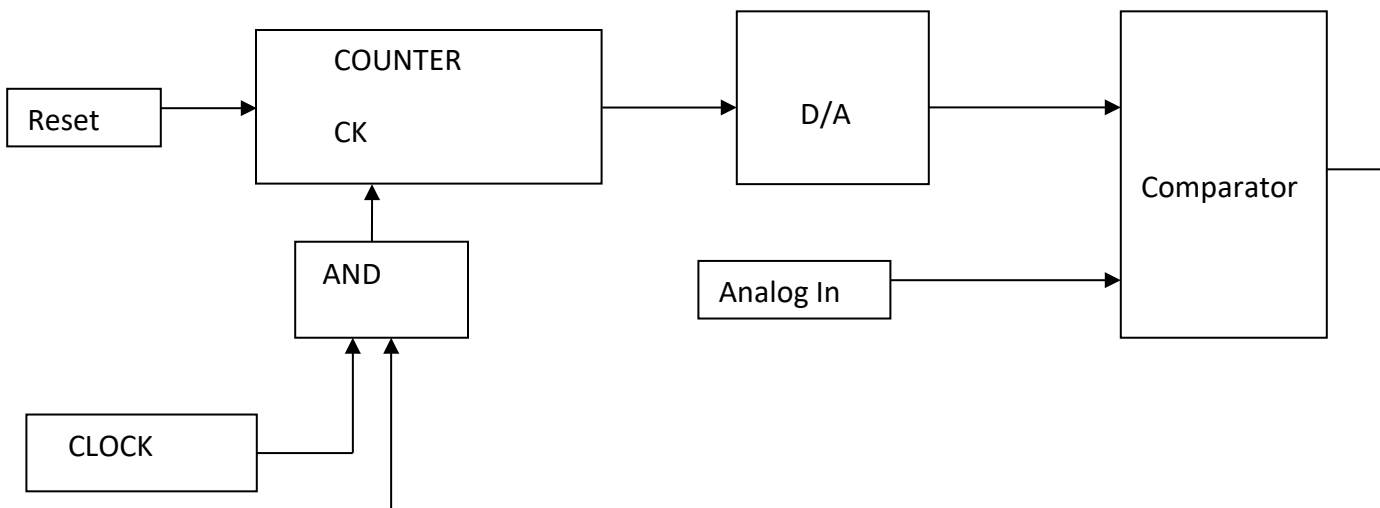 COUNTER
Reset
CK
D/A
Comparator
AND
Analog In
CLOCK